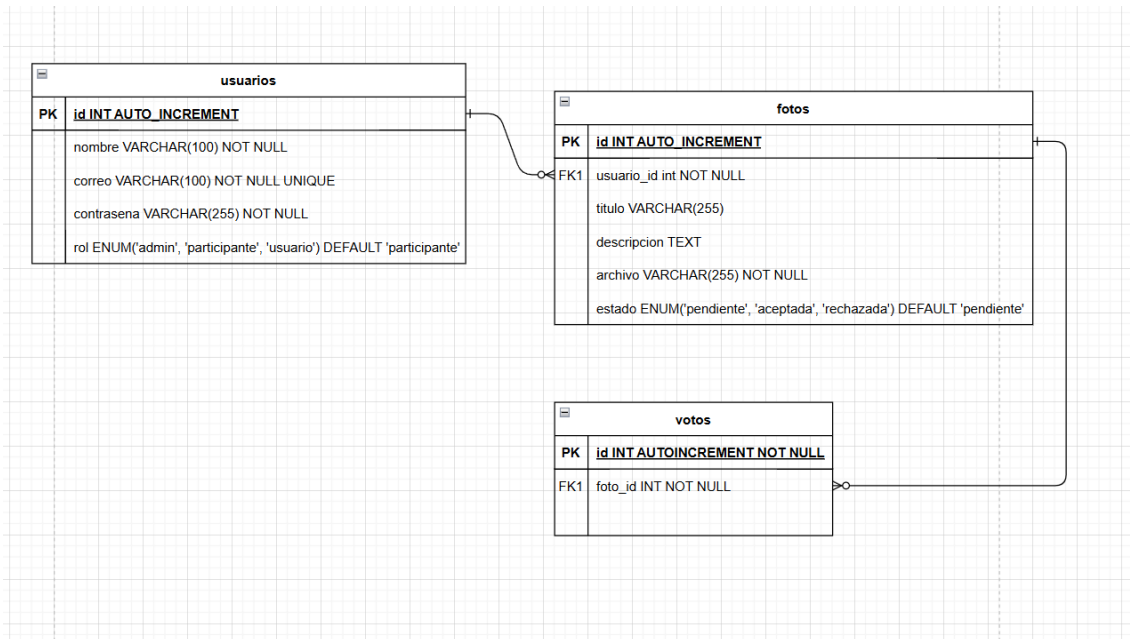 usuarios
PK id INT AUTO_INCREMENT
nombre VARCHAR(100) NOT NULL
correo VARCHAR(100) NOT NULL UNIQUE
contrasena VARCHAR(255) NOT NULL
rol ENUM('admin', 'participante', 'usuario') DEFAULT 'participante'
fotos
PK id INT AUTO_INCREMENT
FK1 usuario_id int NOT NULL
titulo VARCHAR(255)
descripcion TEXT
archivo VARCHAR(255) NOT NULL
estado ENUM('pendiente', 'aceptada', 'rechazada') DEFAULT 'pendiente'
votos
PK id INT AUTOINCREMENT NOT NULL
FK1 foto_id INT NOT NULL